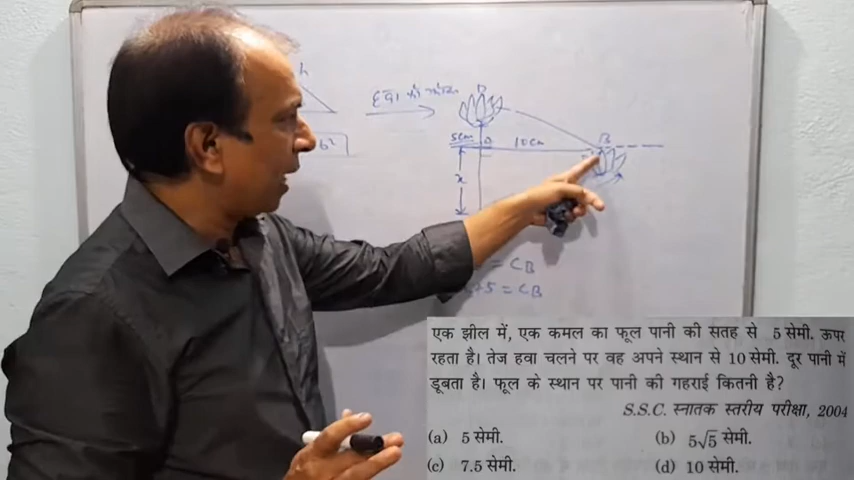 h
हवा की दिशा
b²
D
5cm
O
10cm
B
x
= CB
x+5 = CB
एक झील में, एक कमल का फूल पानी की सतह से 5 सेमी. ऊपर
रहता है। तेज हवा चलने पर वह अपने स्थान से 10 सेमी. दूर पानी में
डूबता है। फूल के स्थान पर पानी की गहराई कितनी है?
S.S.C. स्नातक स्तरीय परीक्षा, 2004
(a) 5 सेमी.
(b) 5√5 सेमी.
(c) 7.5 सेमी.
(d) 10 सेमी.